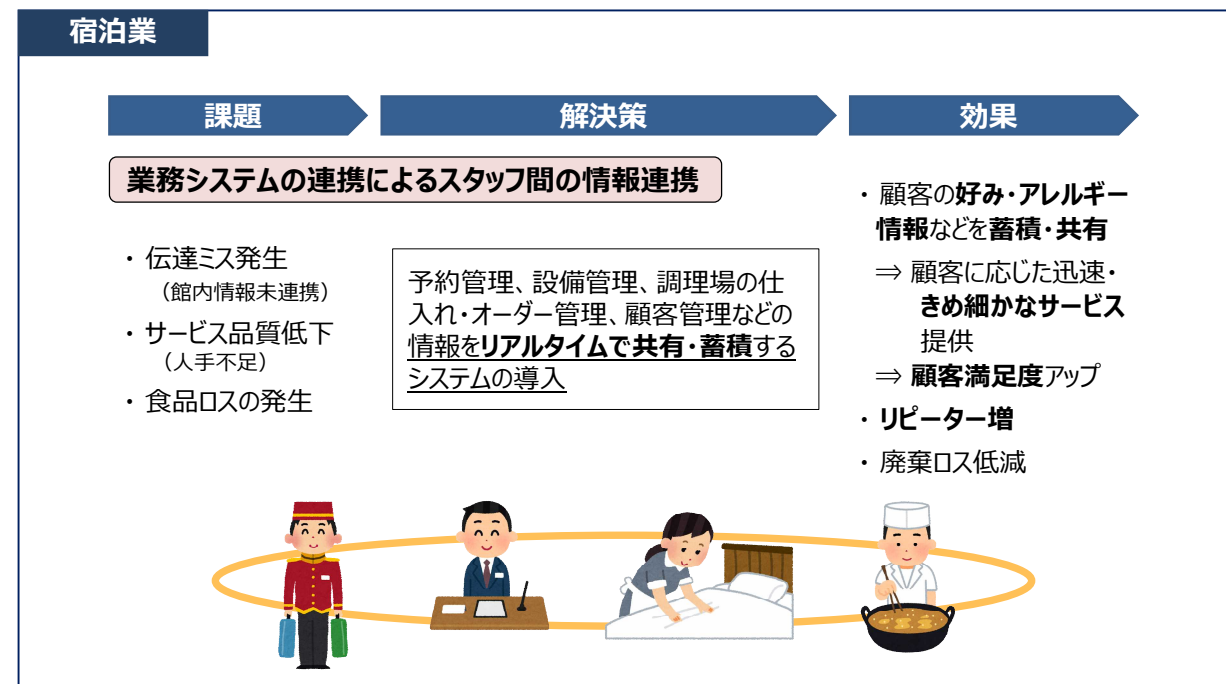 宿泊業
課題
解決策
効果
業務システムの連携によるスタッフ間の情報連携
・ 伝達ミス発生
（館内情報未連携）
・ サービス品質低下
（人手不足）
・ 食品ロスの発生
予約管理、設備管理、調理場の仕
入れ・オーダー管理、顧客管理などの
情報をリアルタイムで共有・蓄積する
システムの導入
・ 顧客の好み・アレルギー
情報などを蓄積・共有
⇒ 顧客に応じた迅速・
きめ細かなサービス
提供
⇒ 顧客満足度アップ
・ リピーター増
・ 廃棄ロス低減